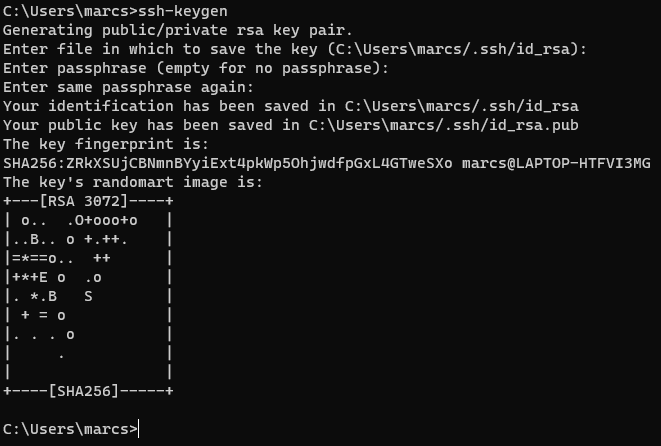 C:\Users\marcs>ssh-keygen
Generating public/private rsa key pair.
Enter file in which to save the key (C:\Users\marcs/.ssh/id_rsa):
Enter passphrase (empty for no passphrase):
Enter same passphrase again:
Your identification has been saved in C:\Users\marcs/.ssh/id_rsa
Your public key has been saved in C:\Users\marcs/.ssh/id_rsa.pub
The key fingerprint is:
SHA256:ZRkXSUjCBNmnBYyiExt4pkWp5OhjwdfpGxL4GTweSXo marcs@LAPTOP-HTFVI3MG
The key's randomart image is:
+---[RSA 3072]----+
| o..  .O+ooo+o   |
|..B.. o +.++.    |
|=*==o..  ++      |
|+*+E o  .o       |
|. *.B   S        |
| + = o           |
|. . . o          |
|     .           |
|                 |
+----[SHA256]-----+
C:\Users\marcs>